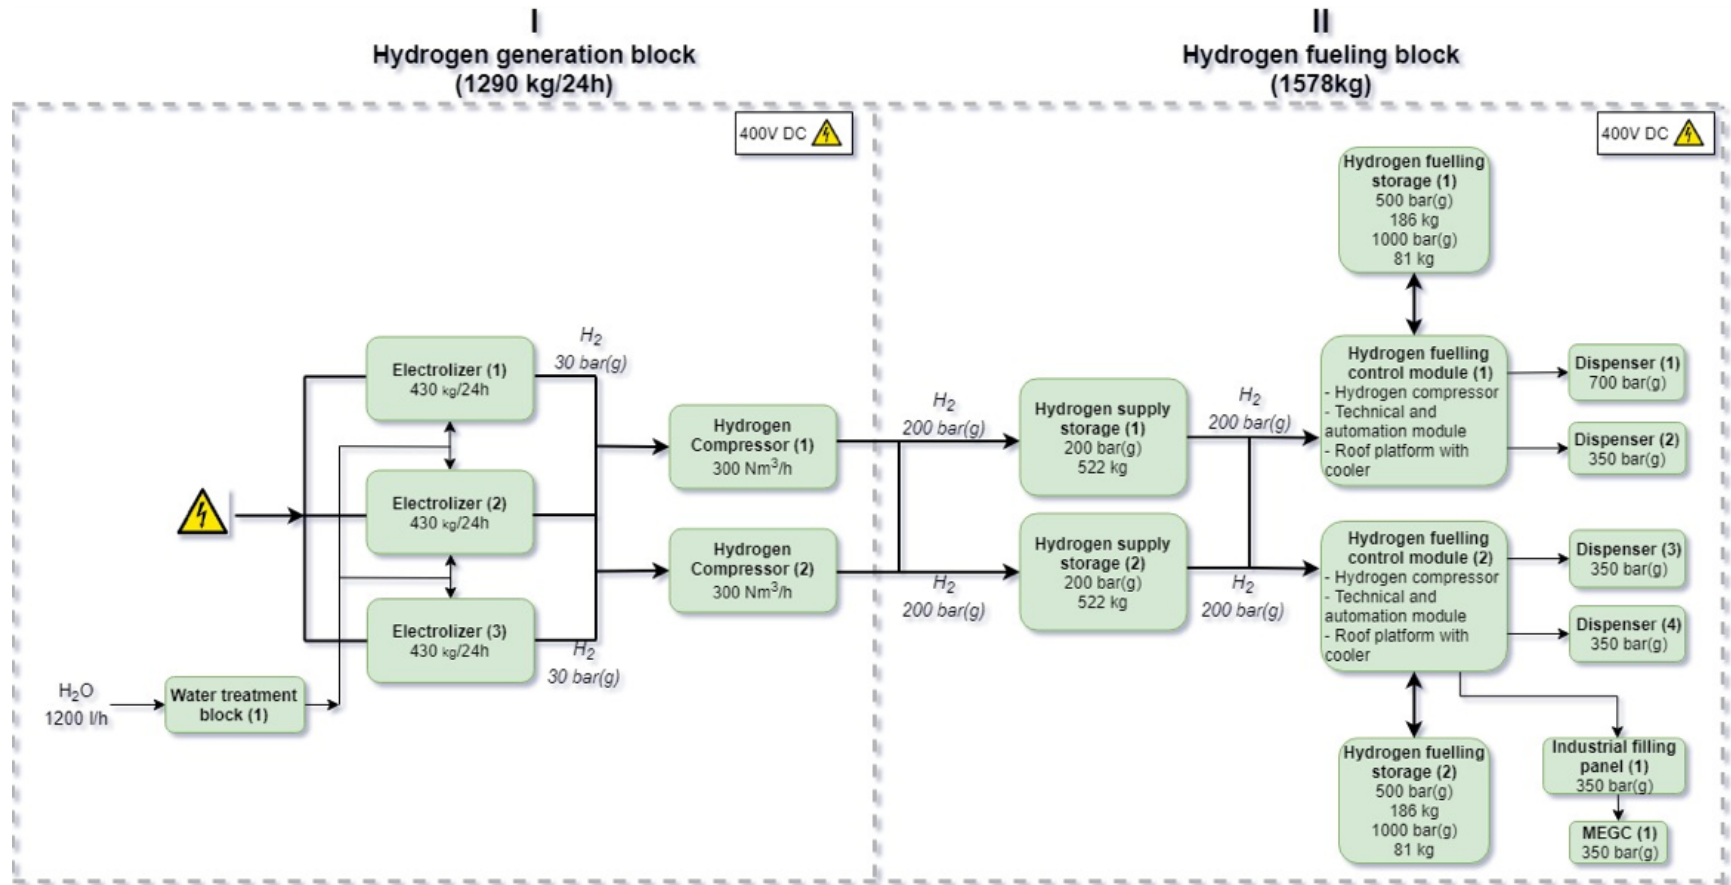 I
Hydrogen generation block
(1290 kg/24h)
II
Hydrogen fueling block
(1578kg)
400V DC
400V DC
Electrolizer (1)
430 kg/24h
Electrolizer (2)
430 kg/24h
Electrolizer (3)
430 kg/24h
H2O
1200 l/h
Water treatment
block (1)
H2
30 bar(g)
H2
30 bar(g)
Hydrogen
Compressor (1)
300 Nm3/h
Hydrogen
Compressor (2)
300 Nm3/h
H2
200 bar(g)
H2
200 bar(g)
Hydrogen supply
storage (1)
200 bar(g)
522 kg
Hydrogen supply
storage (2)
200 bar(g)
522 kg
H2
200 bar(g)
H2
200 bar(g)
Hydrogen fuelling
storage (1)
500 bar(g)
186 kg
1000 bar(g)
81 kg
Hydrogen fuelling
control module (1)
- Hydrogen compressor
- Technical and
automation module
- Roof platform with
cooler
Dispenser (1)
700 bar(g)
Dispenser (2)
350 bar(g)
Hydrogen fuelling
control module (2)
- Hydrogen compressor
- Technical and
automation module
- Roof platform with
cooler
Dispenser (3)
350 bar(g)
Dispenser (4)
350 bar(g)
Hydrogen fuelling
storage (2)
500 bar(g)
186 kg
1000 bar(g)
81 kg
Industrial filling
panel (1)
350 bar(g)
MEGC (1)
350 bar(g)